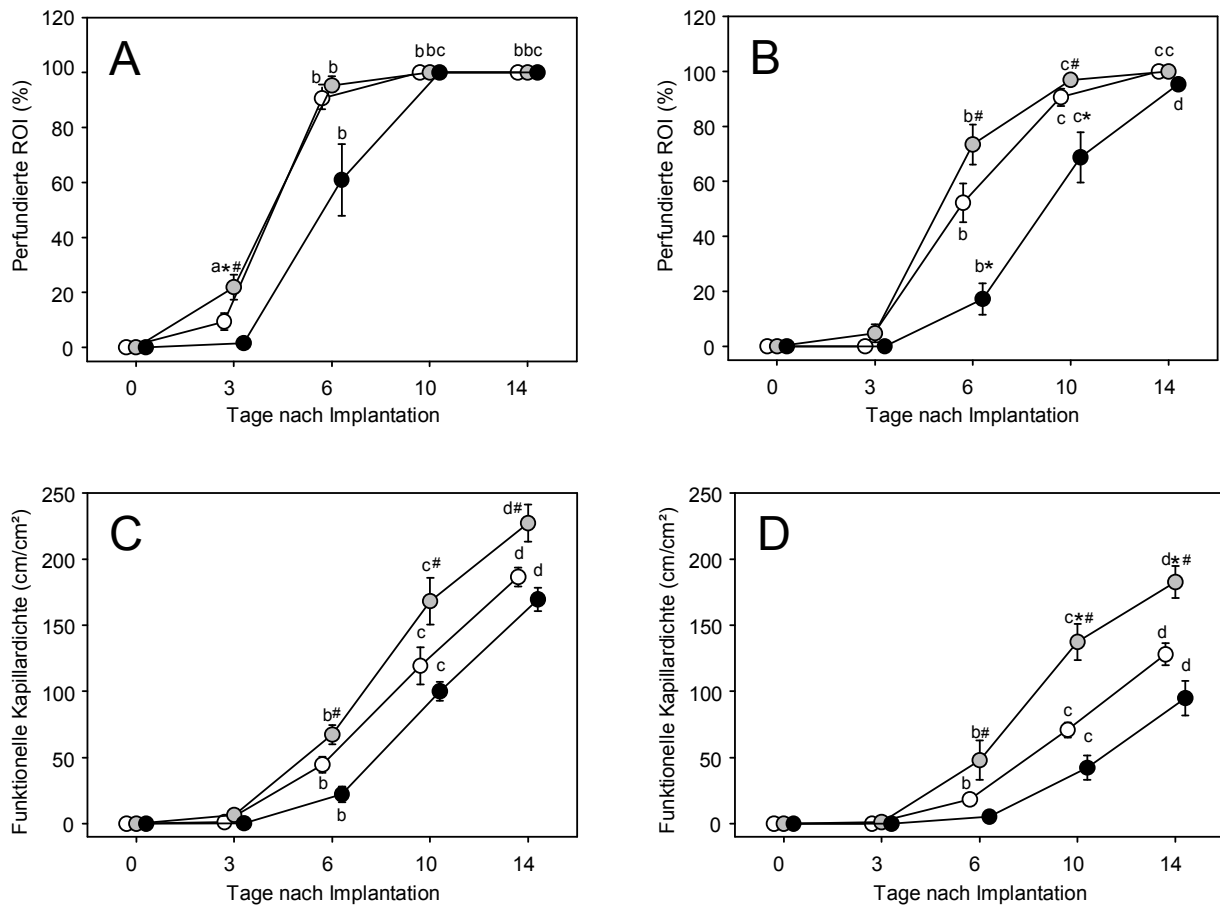 A
Perfundierte ROI (%)
120
100
80
60
40
20
0
a*#
b
b
b
b bc
bbc
0 3 6 10 14
Tage nach Implantation
B
Perfundierte ROI (%)
120
100
80
60
40
20
0
b#
b
b*
c#
c
c*
cc
d
0 3 6 10 14
Tage nach Implantation
C
Funktionelle Kapillardichte (cm/cm²)
250
200
150
100
50
0
b#
b
b
c#
c
c
d#
d
d
0 3 6 10 14
Tage nach Implantation
D
Funktionelle Kapillardichte (cm/cm²)
250
200
150
100
50
0
b#
b
c*#
c
c
d*#
d
d
0 3 6 10 14
Tage nach Implantation